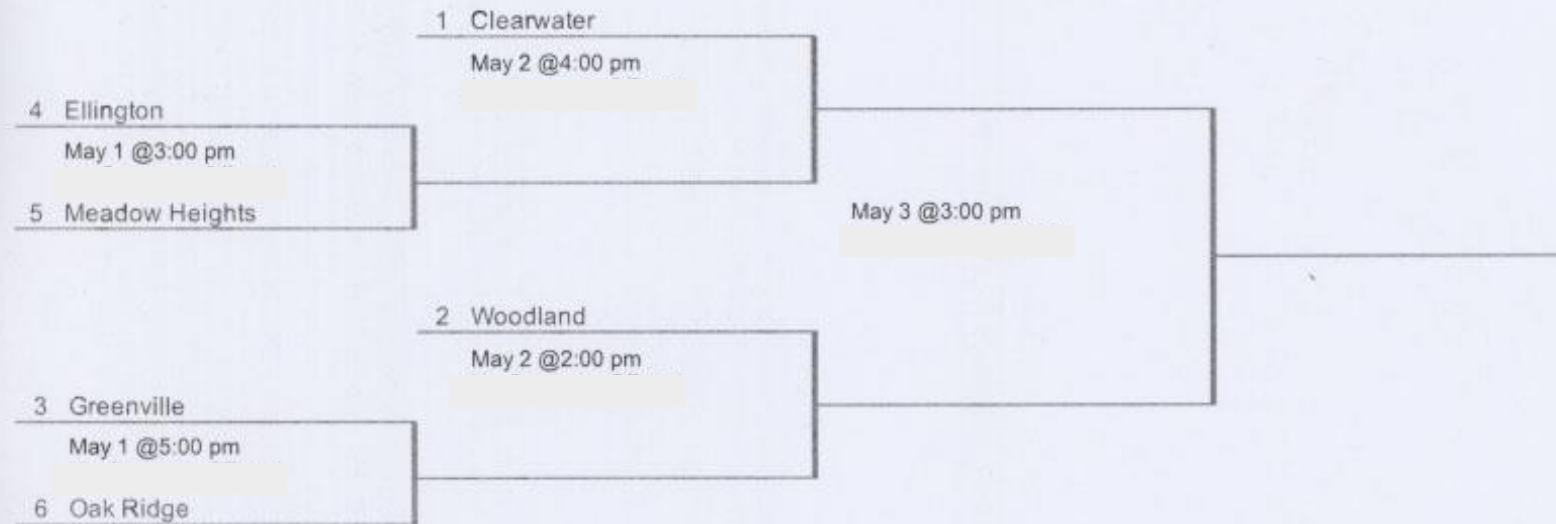 1 Clearwater
May 2 @4:00 pm
4 Ellington
May 1 @3:00 pm
5 Meadow Heights
May 3 @3:00 pm
2 Woodland
May 2 @2:00 pm
3 Greenville
May 1 @5:00 pm
6 Oak Ridge